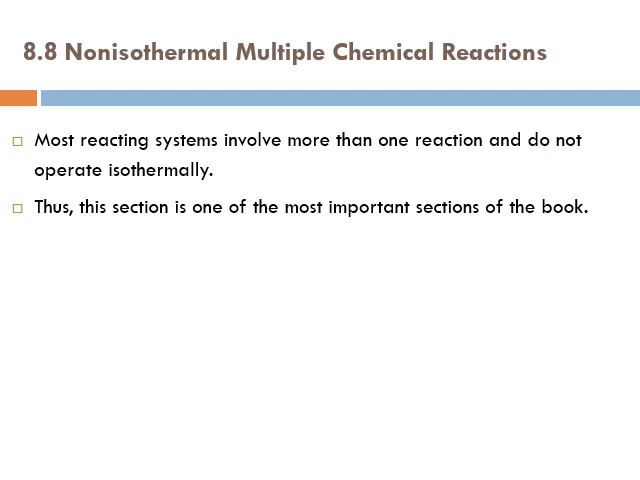 8.8 Nonisothermal Multiple Chemical Reactions
Most reacting systems involve more than one reaction and do not
operate isothermally.
Thus, this section is one of the most important sections of the book.